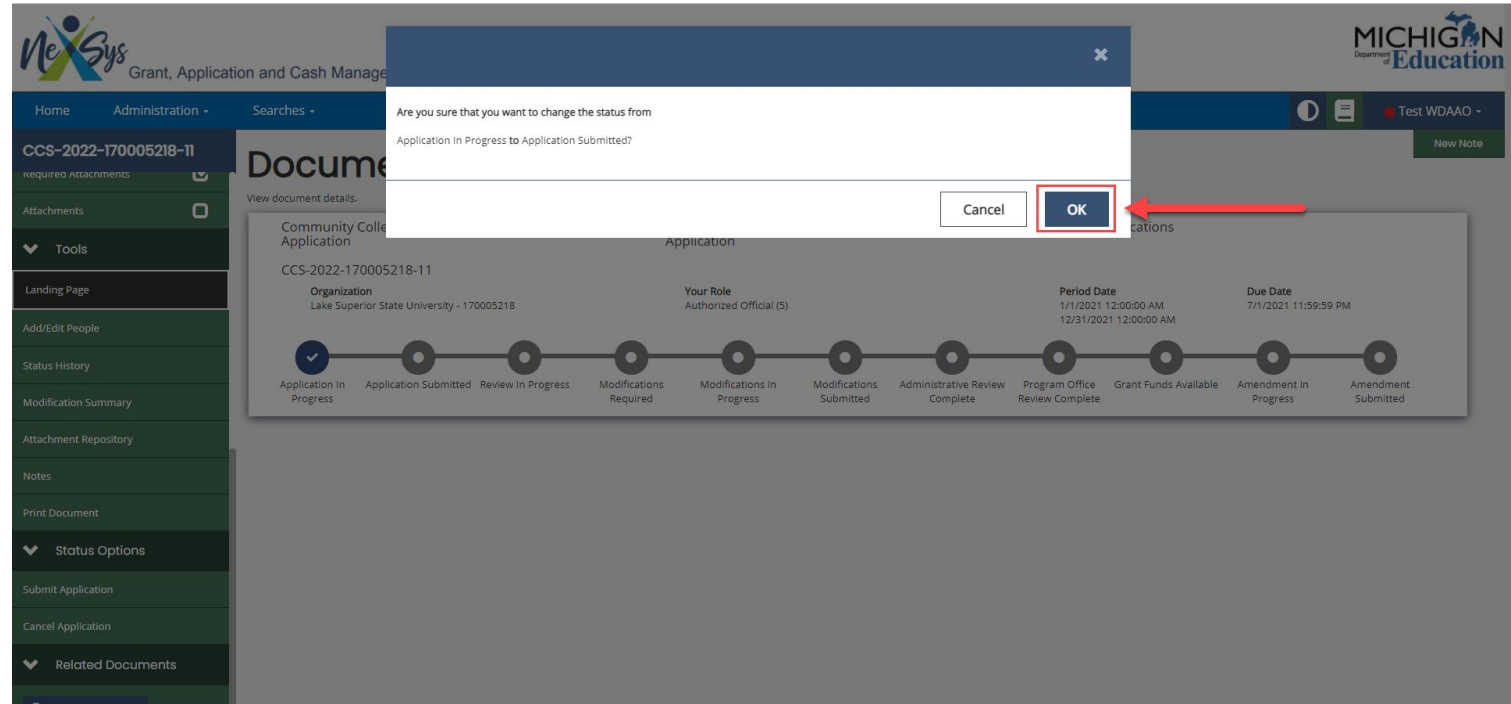 NexSys
Grant, Application and Cash Manage
MICHIGAN
Department of Education
Home Administration Searches
Test WDAAO
New Note
Are you sure that you want to change the status from
Application In Progress to Application Submitted?
Cancel OK
CCS-2022-170005218-11
Required Attachments
Attachments
Tools
Landing Page
Add/Edit People
Status History
Modification Summary
Attachment Repository
Notes
Print Document
Status Options
Submit Application
Cancel Application
Related Documents
Docume
View document details.
Community Colle
Application
Application
cations
CCS-2022-170005218-11
Organization Your Role Period Date Due Date
Lake Superior State University - 170005218 Authorized Official (5) 1/1/2021 12:00:00 AM 7/1/2021 11:59:59 PM
12/31/2021 12:00:00 AM
Application In Progress
Application Submitted
Review In Progress
Modifications Required
Modifications In Progress
Modifications Submitted
Administrative Review Complete
Program Office Review Complete
Grant Funds Available
Amendment In Progress
Amendment Submitted